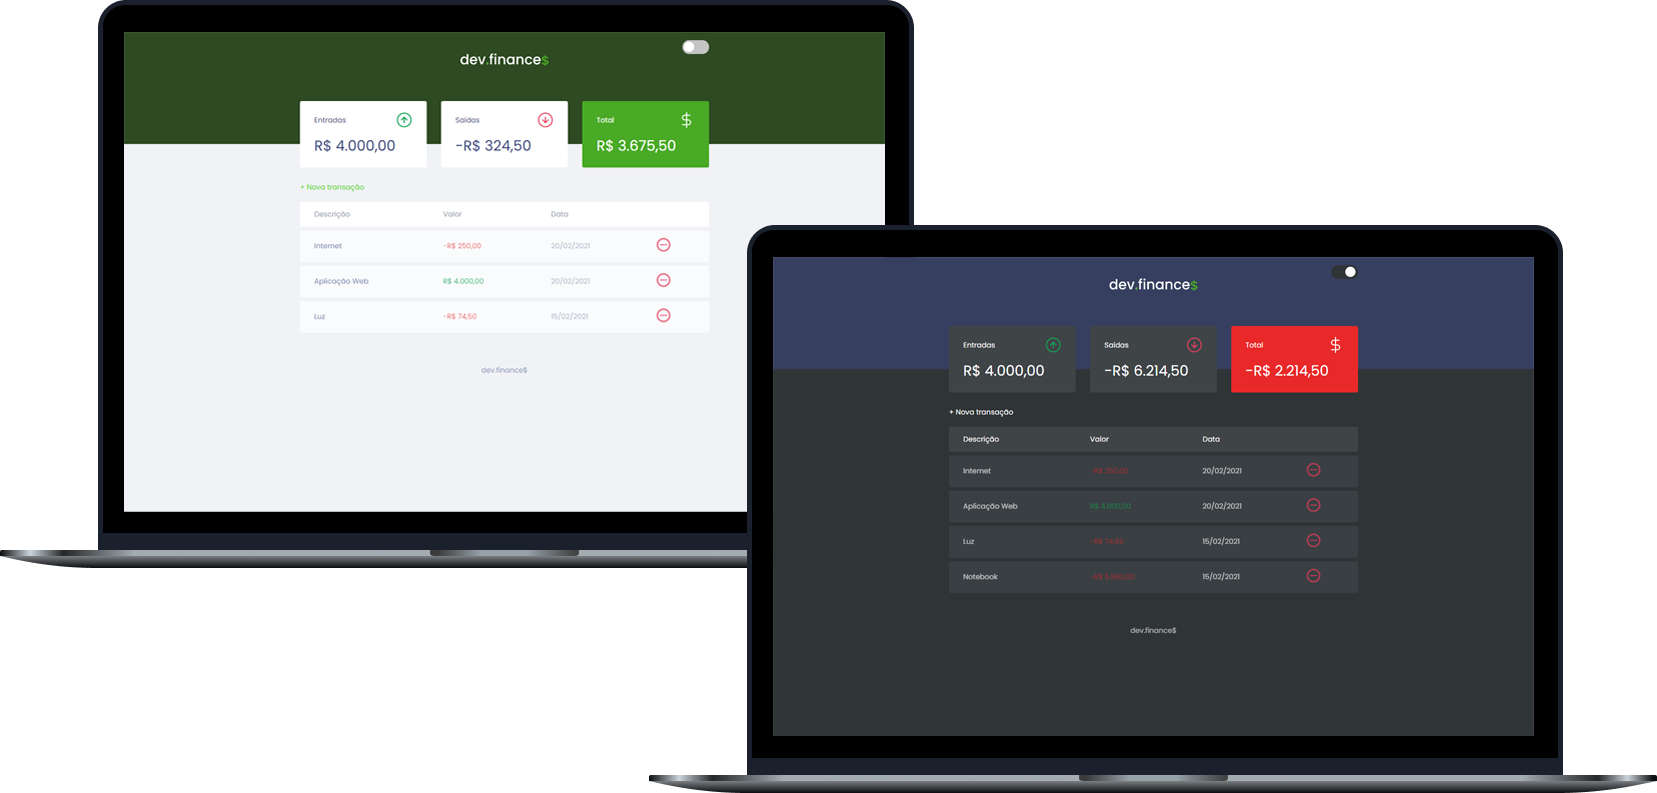 dev.finance$
Entradas
R$ 4.000,00
Saídas
-R$ 324,50
Total
R$ 3.675,50
+ Nova transação
Descrição Valor Data
Internet -R$ 250,00 20/02/2021
Aplicação Web R$ 4.000,00 20/02/2021
Luz -R$ 74,50 15/02/2021
dev.finance$
dev.finance$
Entradas
R$ 4.000,00
Saídas
-R$ 6.214,50
Total
-R$ 2.214,50
+ Nova transação
Descrição Valor Data
Internet -R$ 250,00 20/02/2021
Aplicação Web R$ 4.000,00 20/02/2021
Luz -R$ 74,50 15/02/2021
Notebook -R$ 5.890,00 15/02/2021
dev.finance$